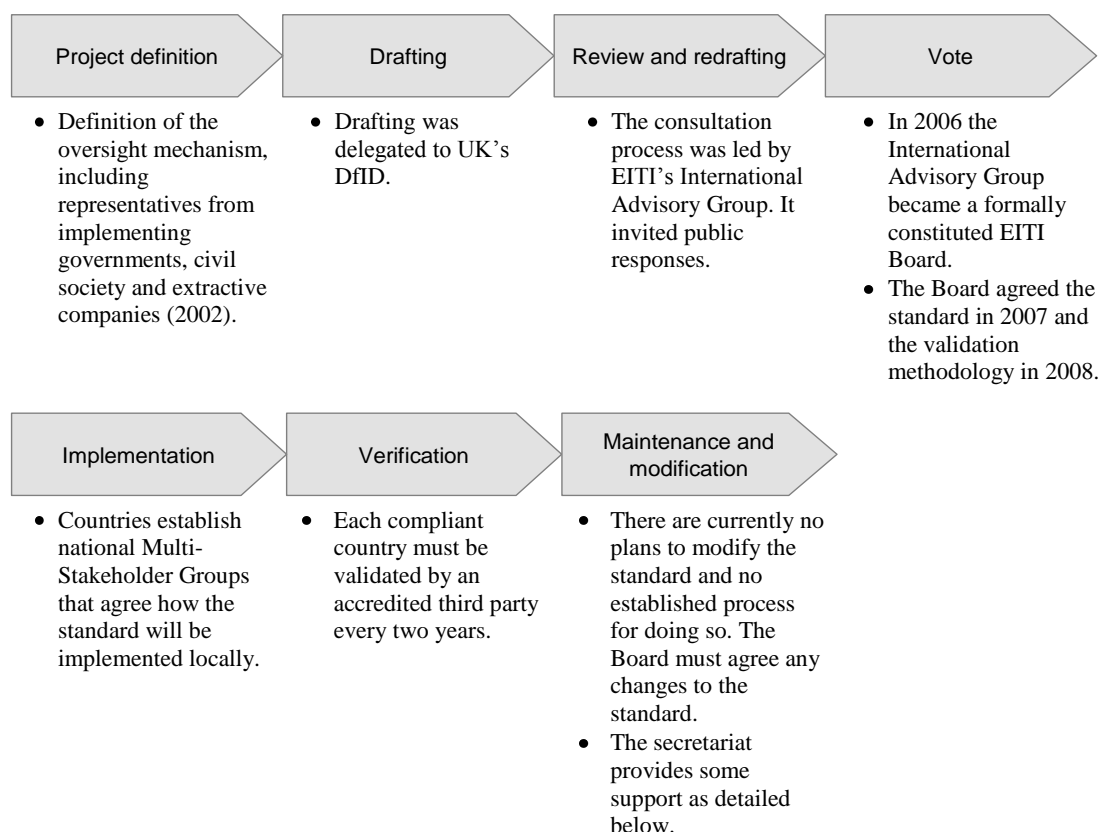 Project definition
Drafting
Review and redrafting
Vote
• Definition of the
oversight mechanism,
including
representatives from
implementing
governments, civil
society and extractive
companies (2002).
• Drafting was
delegated to UK’s
DfID.
• The consultation
process was led by
EITI’s International
Advisory Group. It
invited public
responses.
• In 2006 the
International
Advisory Group
became a formally
constituted EITI
Board.
• The Board agreed the
standard in 2007 and
the validation
methodology in 2008.
Implementation
Verification
Maintenance and
modification
• Countries establish
national Multi-
Stakeholder Groups
that agree how the
standard will be
implemented locally.
• Each compliant
country must be
validated by an
accredited third party
every two years.
• There are currently no
plans to modify the
standard and no
established process
for doing so. The
Board must agree any
changes to the
standard.
• The secretariat
provides some
support as detailed
below.